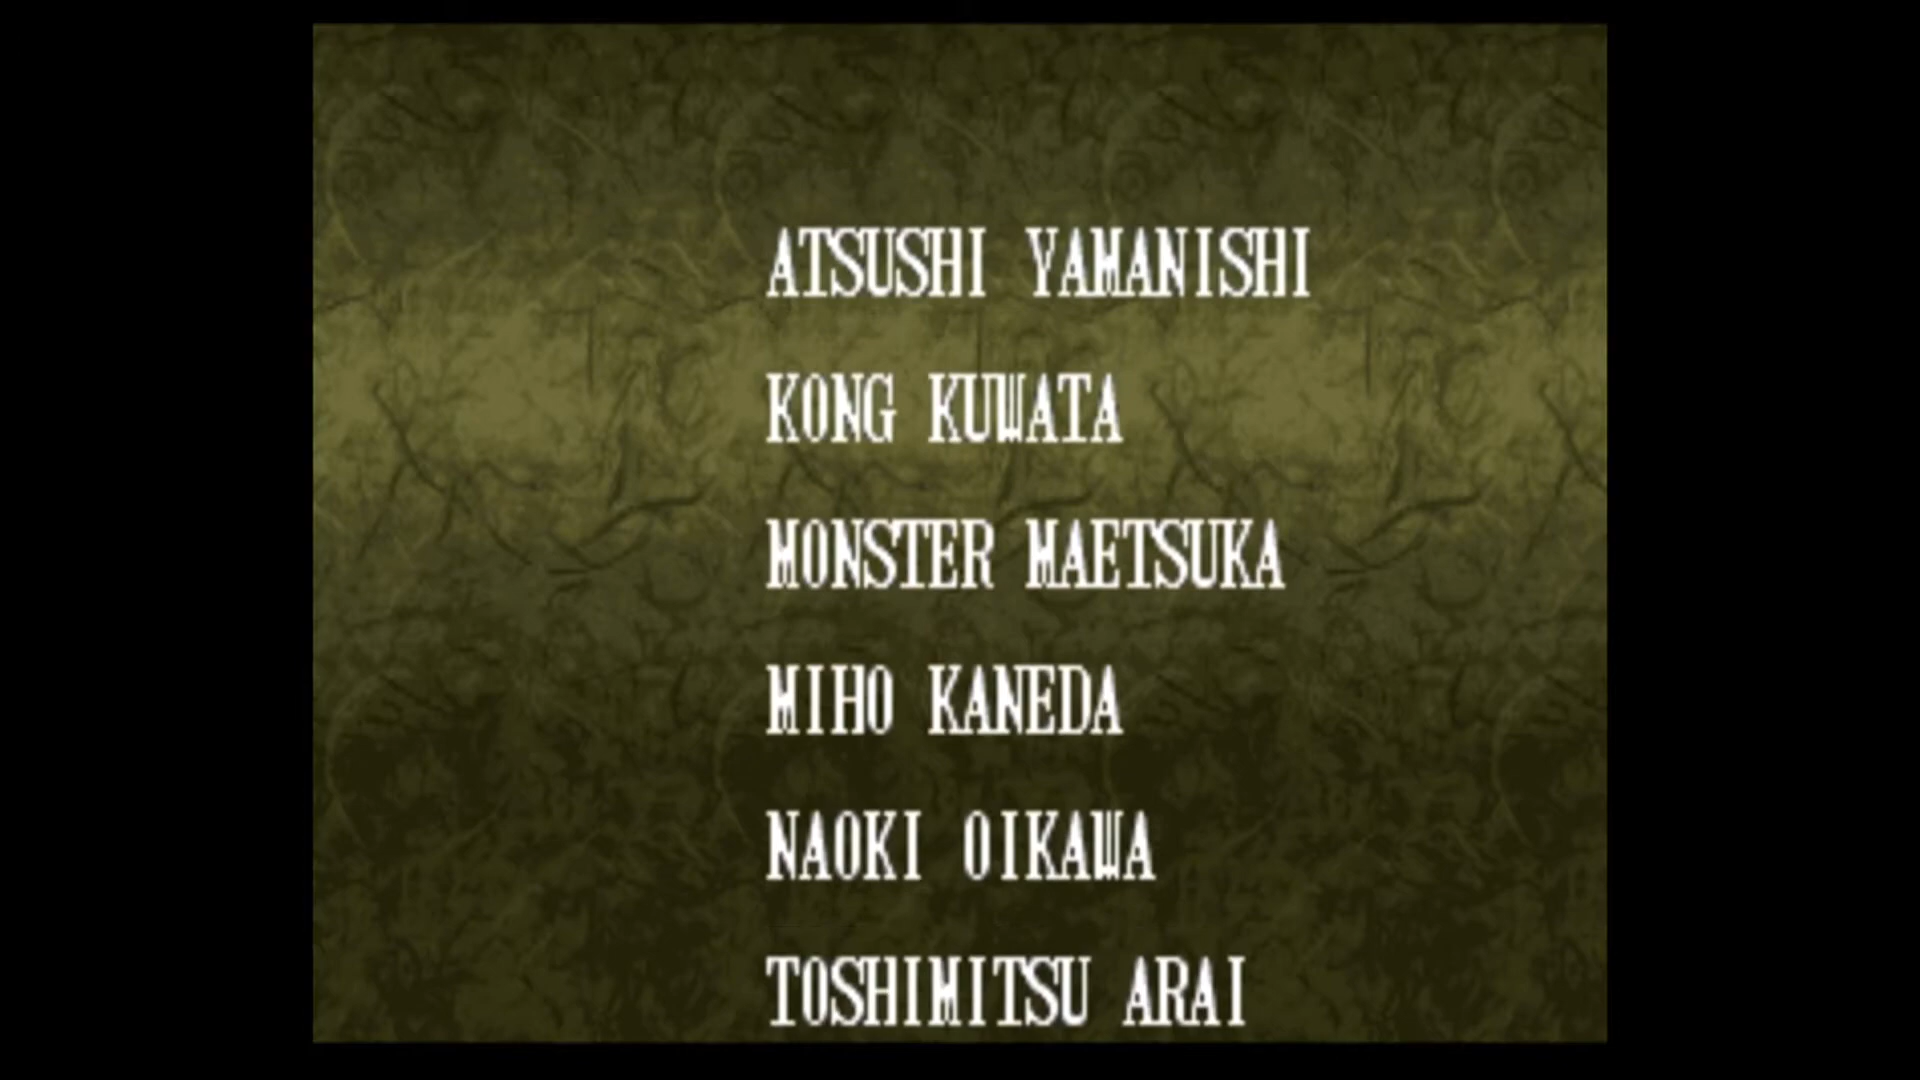 ATSUSHI YAMANISHI
KONG KUWATA
MONSTER MAETSUKA
MIHO KANEDA
NAOKI OIKAWA
TOSHIMITSU ARAI